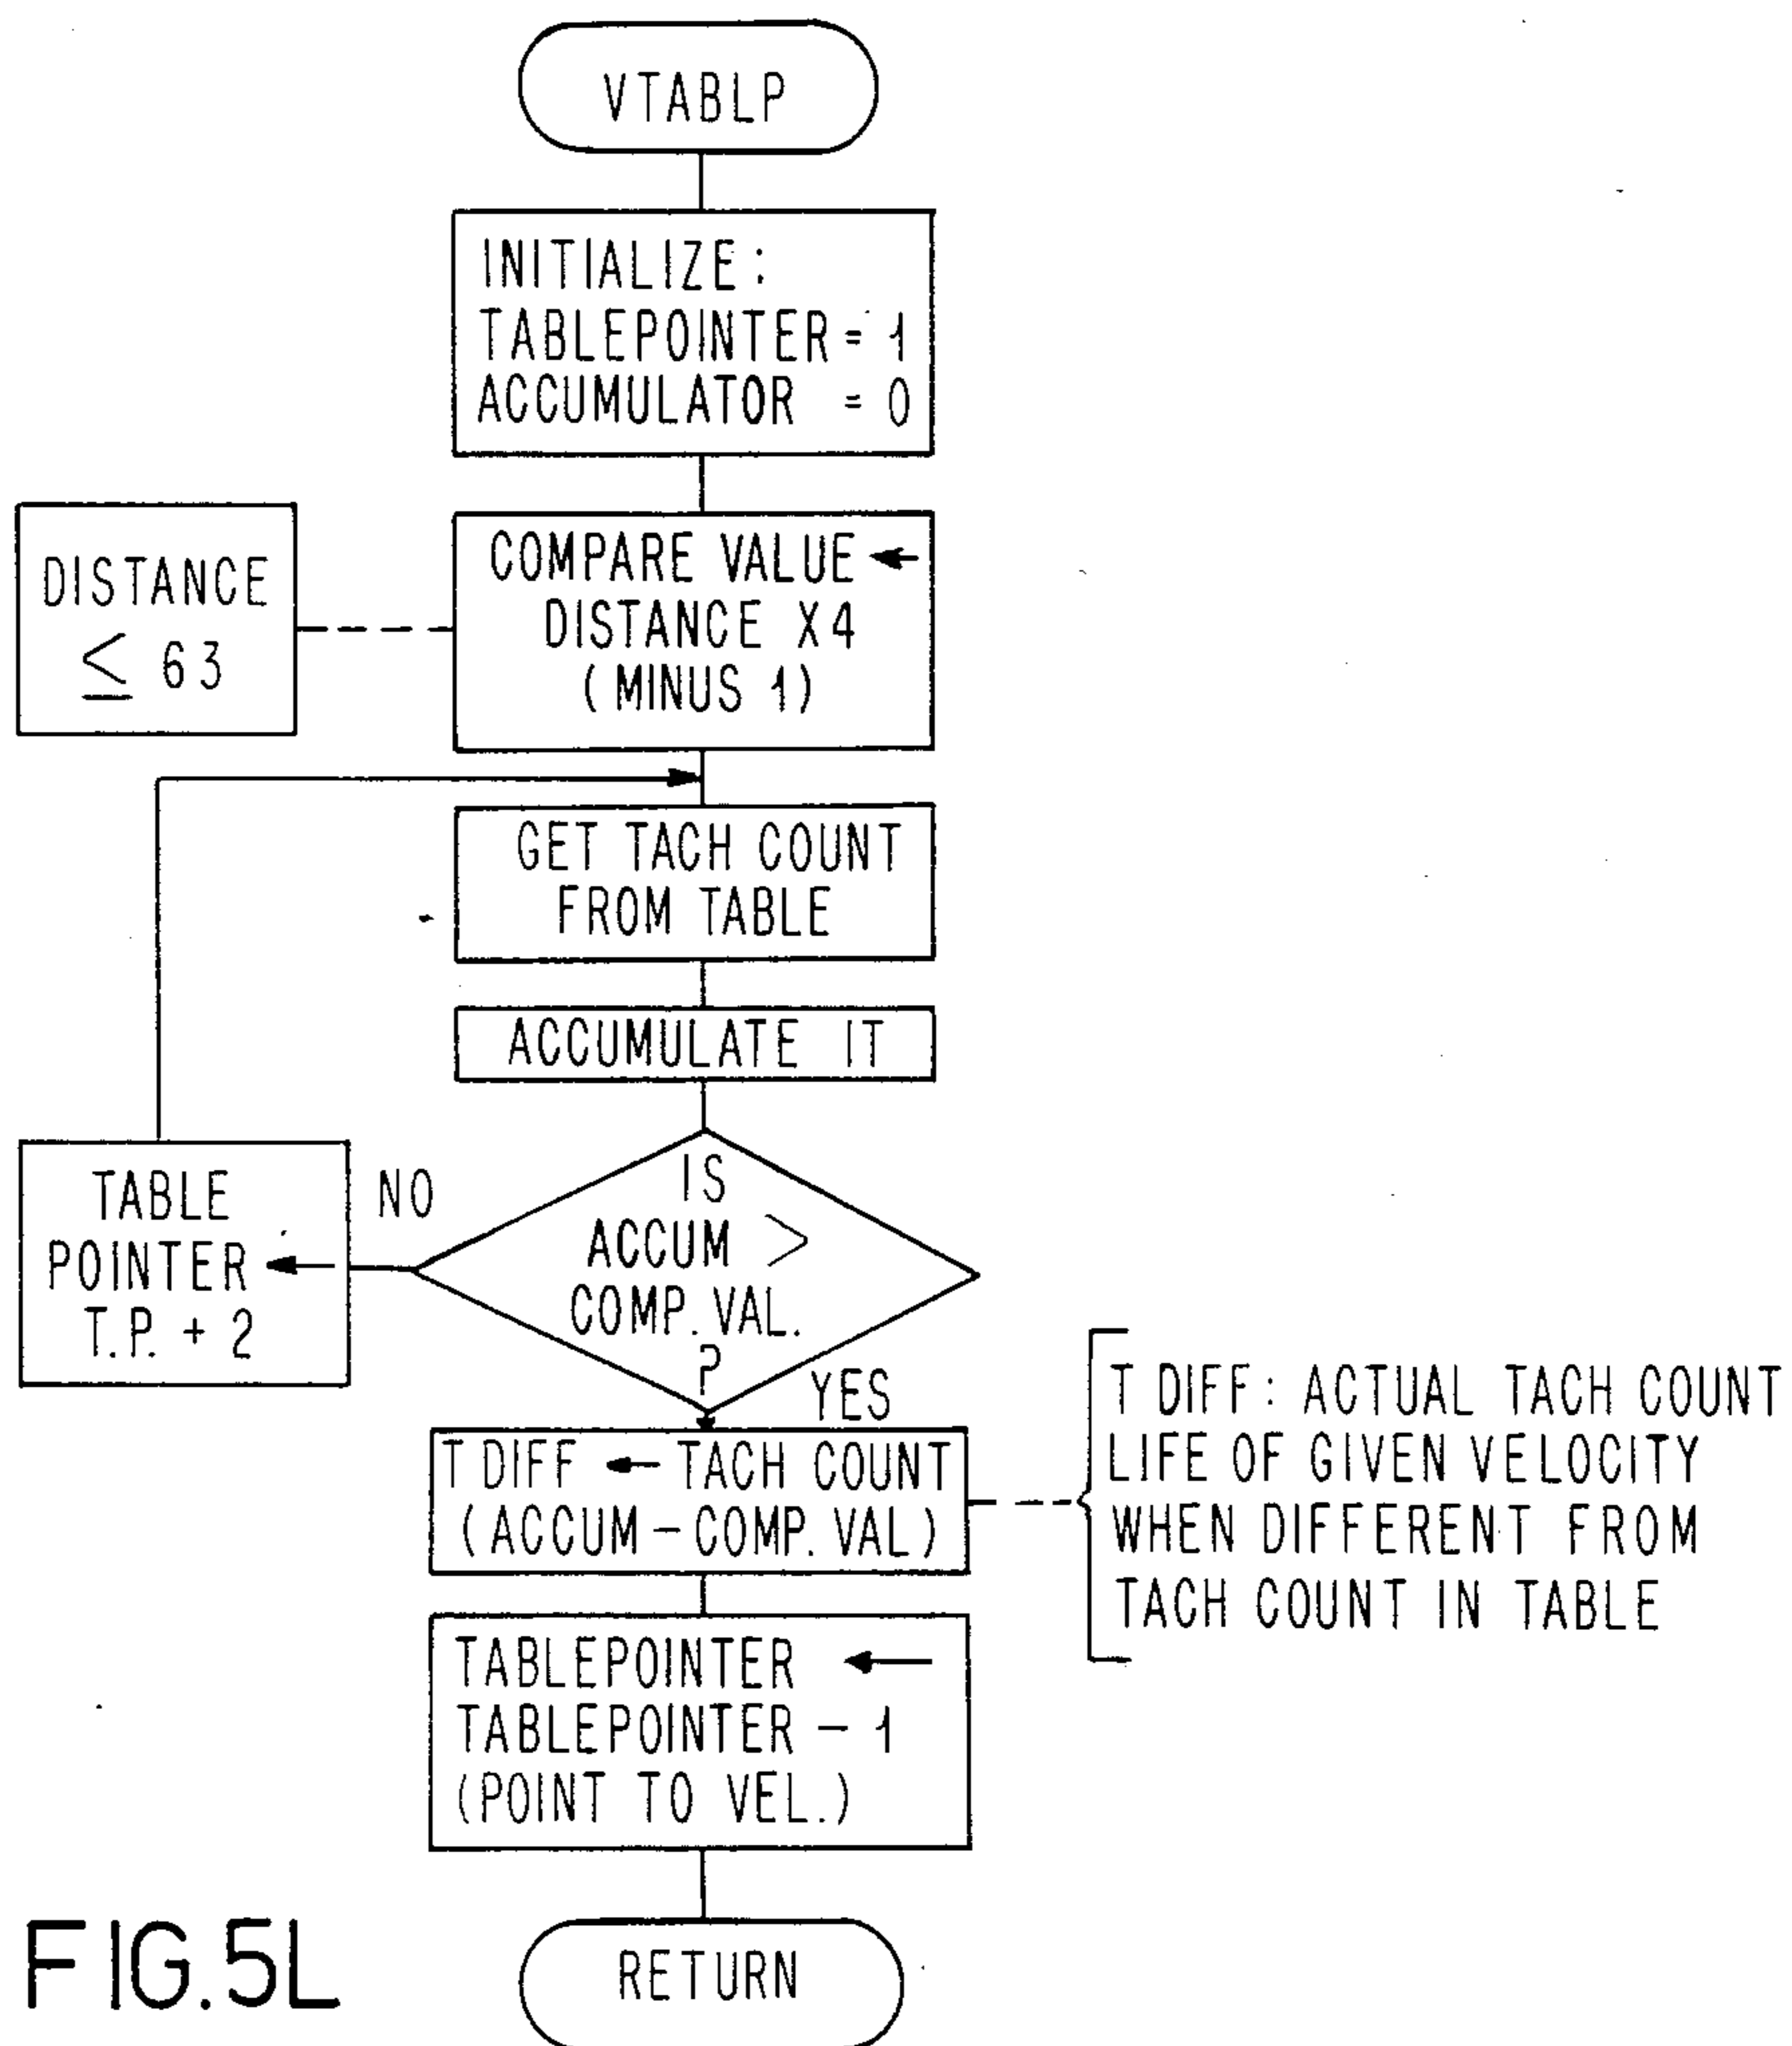 VTABLP
INITIALIZE :
TABLEPOINTER = 1
ACCUMULATOR = 0
DISTANCE
≤ 63
COMPARE VALUE ←
DISTANCE X4
( MINUS 1 )
GET TACH COUNT
FROM TABLE
ACCUMULATE IT
IS
ACCUM >
COMP. VAL.
?
NO
TABLE
POINTER ←
T.P. + 2
YES
T DIFF ← TACH COUNT
( ACCUM – COMP. VAL )
T DIFF : ACTUAL TACH COUNT
LIFE OF GIVEN VELOCITY
WHEN DIFFERENT FROM
TACH COUNT IN TABLE
TABLEPOINTER ←
TABLEPOINTER – 1
(POINT TO VEL.)
RETURN
FIG.5L